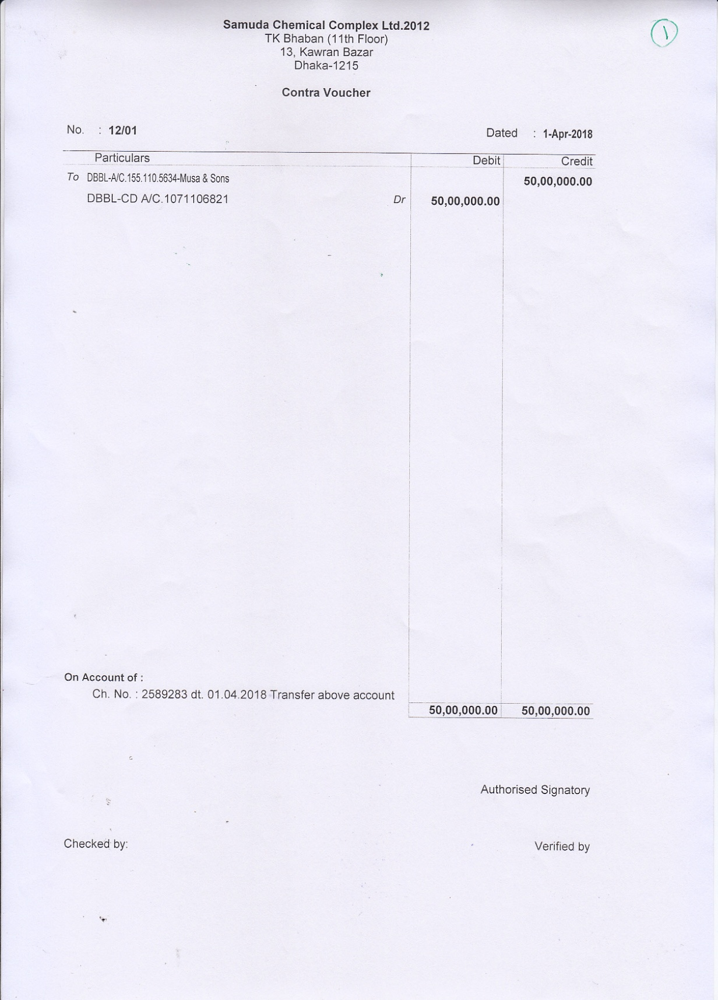 Samuda Chemical Complex Ltd.2012
TK Bhaban (11th Floor)
13, Kawran Bazar
Dhaka-1215
Contra Voucher
No. : 12/01 Dated : 1-Apr-2018
Particulars Debit Credit
To DBBL-A/C.155.110.5634-Musa & Sons 50,00,000.00
DBBL-CD A/C.1071106821 Dr 50,00,000.00
On Account of :
Ch. No. : 2589283 dt. 01.04.2018 Transfer above account
50,00,000.00 50,00,000.00
Authorised Signatory
Checked by: Verified by